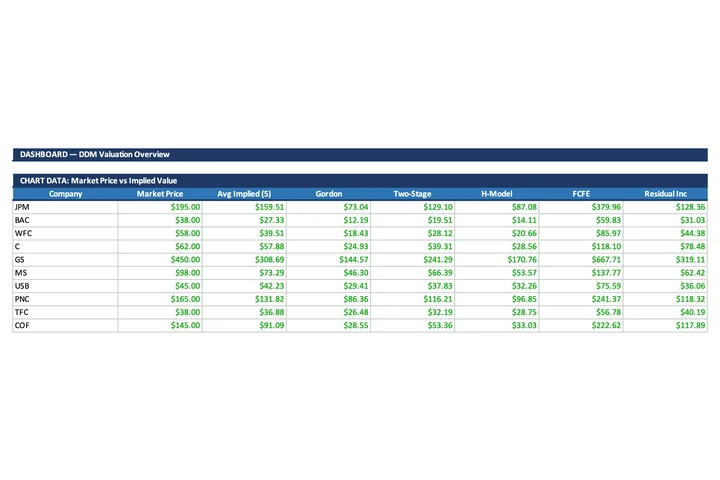 DASHBOARD — DDM Valuation Overview
CHART DATA: Market Price vs Implied Value
Company Market Price Avg Implied (5) Gordon Two-Stage H-Model FCFE Residual Inc
JPM $195.00 $159.51 $73.04 $129.10 $87.08 $379.96 $128.36
BAC $38.00 $27.33 $12.19 $19.51 $14.11 $59.83 $31.03
WFC $58.00 $39.51 $18.43 $28.12 $20.66 $85.97 $44.38
C $62.00 $57.88 $24.93 $39.31 $28.56 $118.10 $78.48
GS $450.00 $308.69 $144.57 $241.29 $170.76 $667.71 $319.11
MS $98.00 $73.29 $46.30 $66.39 $53.57 $137.77 $62.42
USB $45.00 $42.23 $29.41 $37.83 $32.26 $75.59 $36.06
PNC $165.00 $131.82 $86.36 $116.21 $96.85 $241.37 $118.32
TFC $38.00 $36.88 $26.48 $32.19 $28.75 $56.78 $40.19
COF $145.00 $91.09 $28.55 $53.36 $33.03 $222.62 $117.89